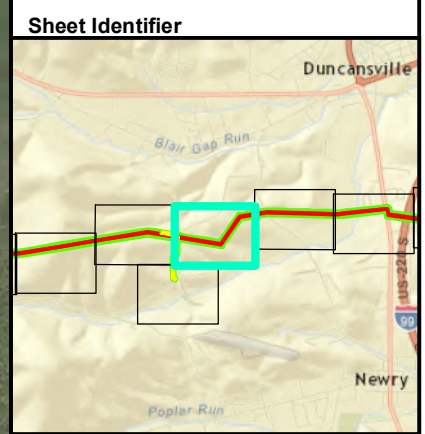 Sheet Identifier
Duncansville
Blair Gap Run
US-220 S
99
Newry
Poplar Run